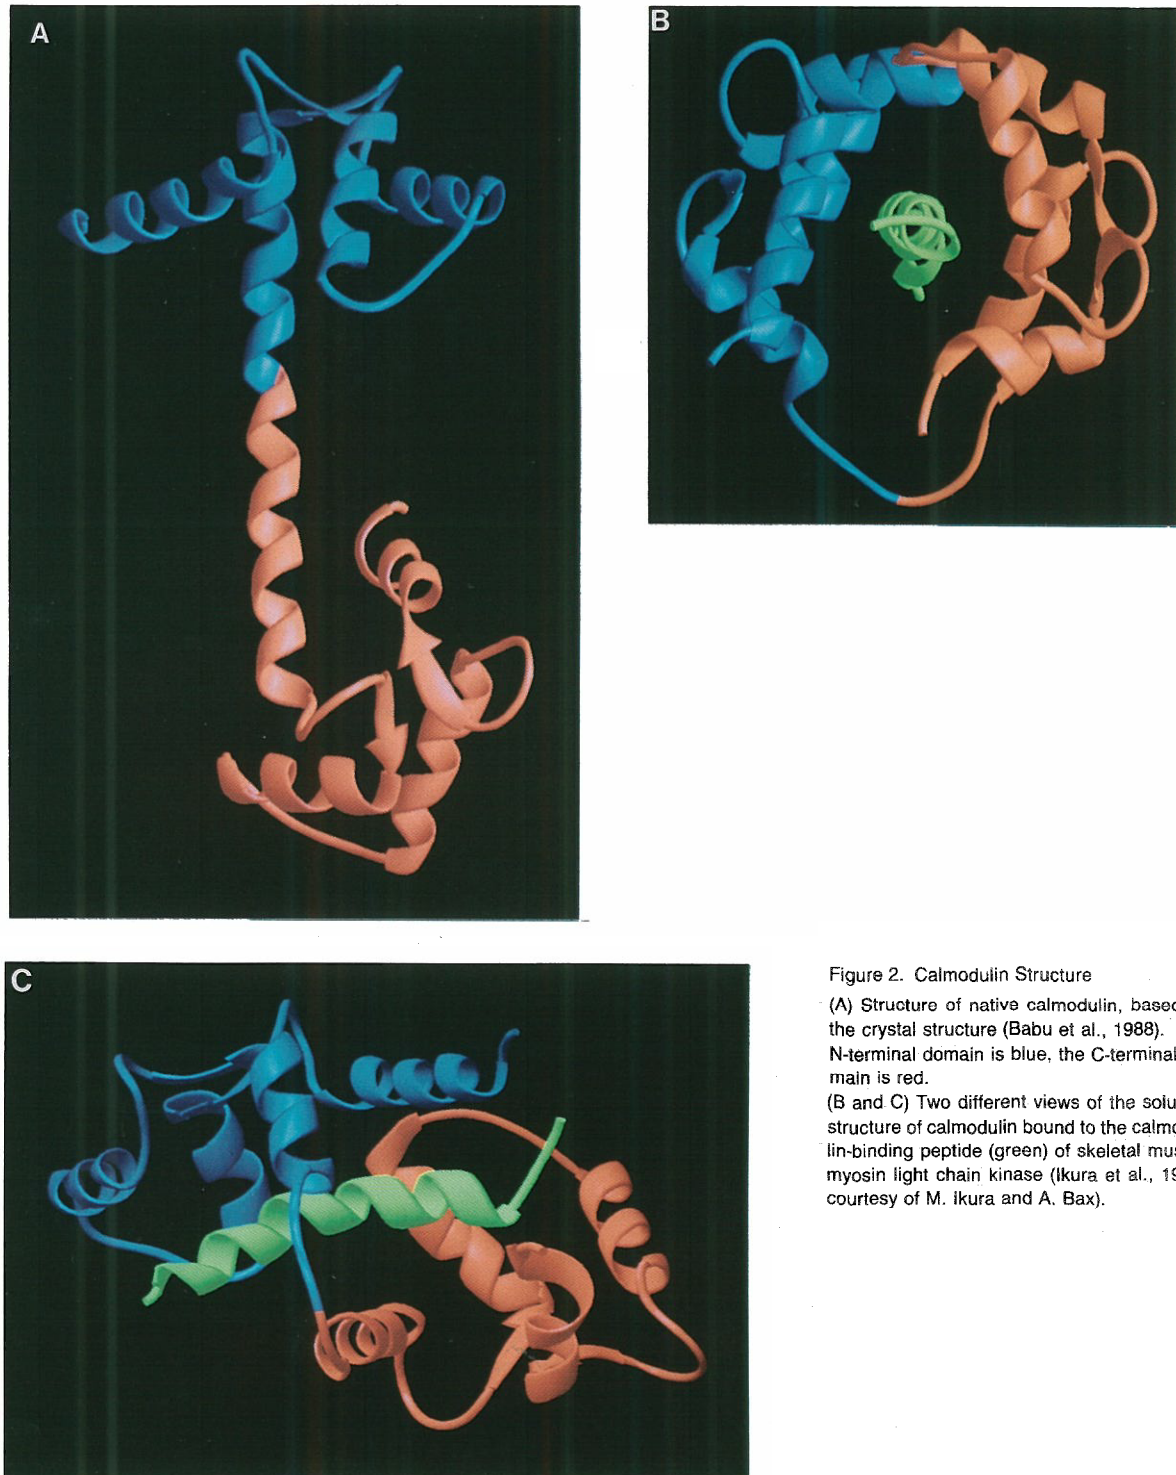 A
B
C
Figure 2. Calmodulin Structure
(A) Structure of native calmodulin, based
the crystal structure (Babu et al., 1988).
N-terminal domain is blue, the C-terminal
main is red.
(B and C) Two different views of the solu
structure of calmodulin bound to the calmo
lin-binding peptide (green) of skeletal mus
myosin light chain kinase (Ikura et al., 19
courtesy of M. Ikura and A. Bax).